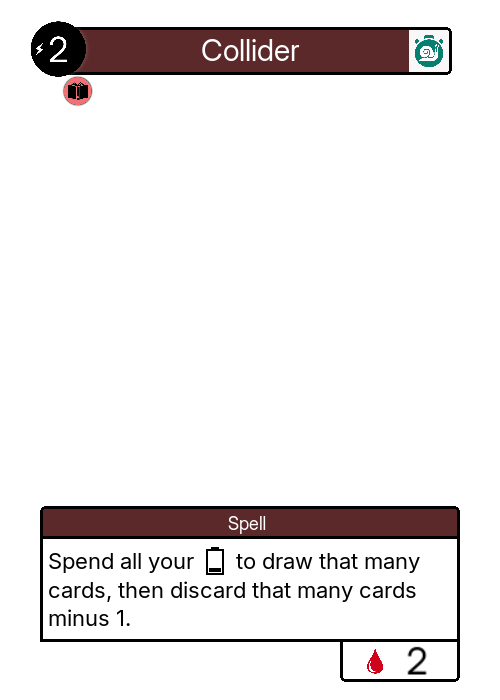 2 Collider
Spell
Spend all your to draw that many
cards, then discard that many cards
minus 1.
2